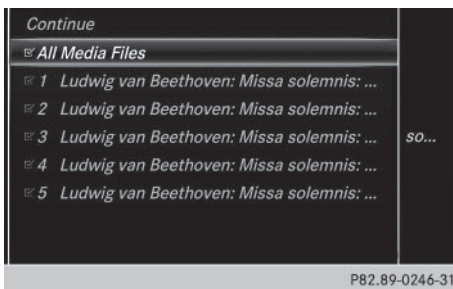 Continue
All Media Files
1 Ludwig van Beethoven: Missa solemnis: ...
2 Ludwig van Beethoven: Missa solemnis: ...
3 Ludwig van Beethoven: Missa solemnis: ...
so...
4 Ludwig van Beethoven: Missa solemnis: ...
5 Ludwig van Beethoven: Missa solemnis: ...
P82.89-0246-31